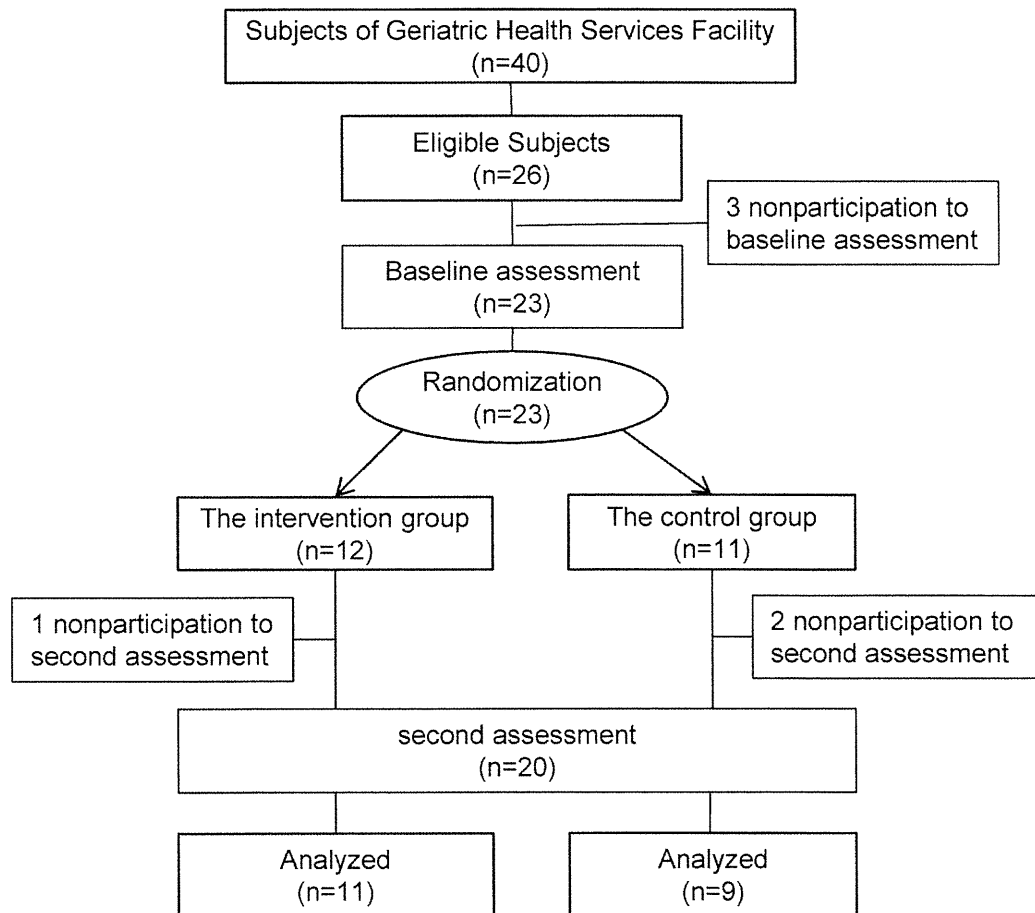 Subjects of Geriatric Health Services Facility
(n=40)
Eligible Subjects
(n=26)
3 nonparticipation to
baseline assessment
Baseline assessment
(n=23)
Randomization
(n=23)
The intervention group
(n=12)
The control group
(n=11)
1 nonparticipation to
second assessment
2 nonparticipation to
second assessment
second assessment
(n=20)
Analyzed
(n=11)
Analyzed
(n=9)